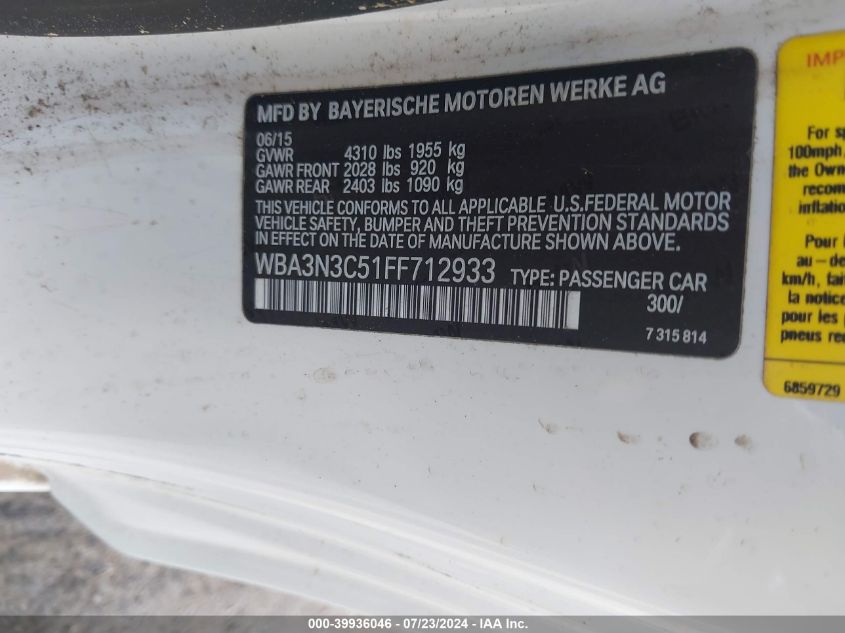 MFD BY BAYERISCHE MOTOREN WERKE AG
06/15
GVWR 4310 lbs 1955 kg
GAWR FRONT 2028 lbs 920 kg
GAWR REAR 2403 lbs 1090 kg
THIS VEHICLE CONFORMS TO ALL APPLICABLE U.S.FEDERAL MOTOR
VEHICLE SAFETY, BUMPER AND THEFT PREVENTION STANDARDS
IN EFFECT ON THE DATE OF MANUFACTURE SHOWN ABOVE.
WBA3N3C51FF712933 TYPE: PASSENGER CAR
300/
7 315 814
IMP
For sp
100mph,
the Own
recom
inflatio
Pour l
au-de
km/h, fai
la notice
pour les
pneus re
6859729
000-39936046 - 07/23/2024 - COPYRIGHT IAA, LLC.